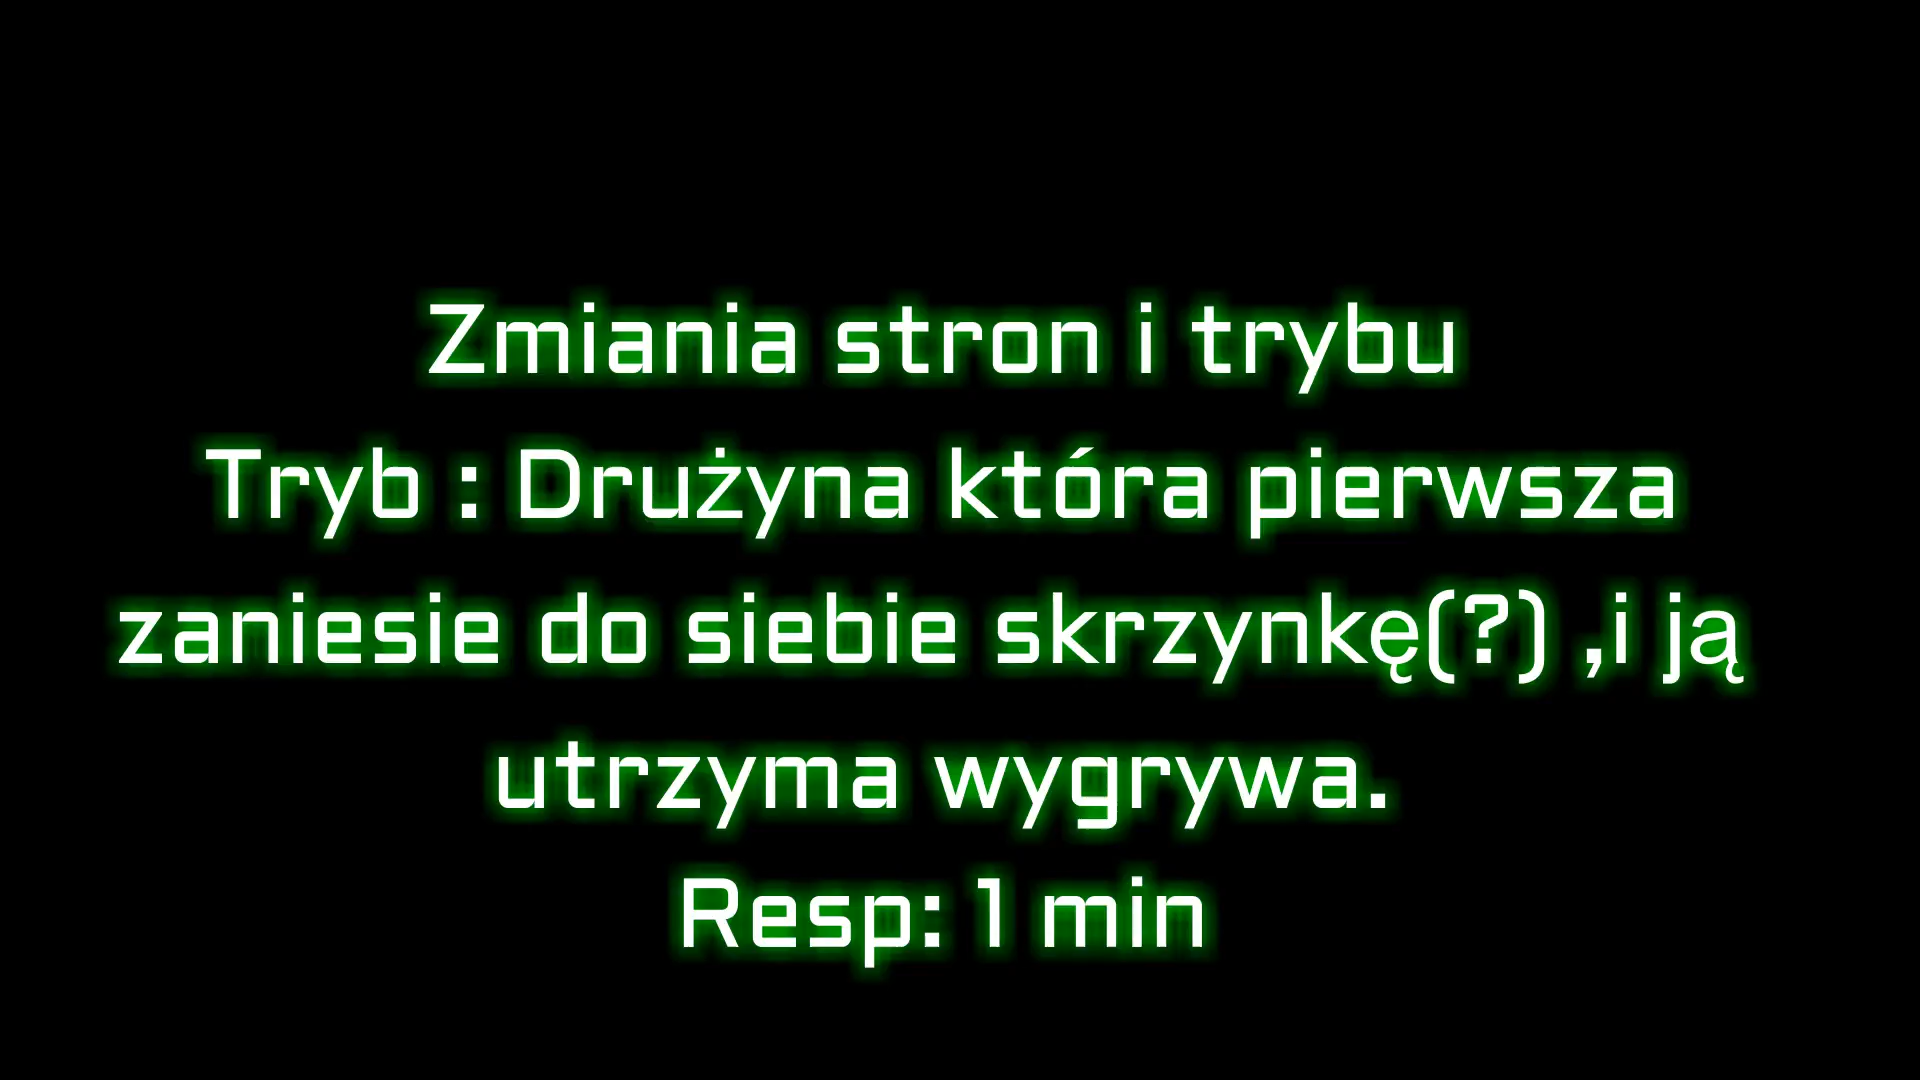 Zmiania stron i trybu
Tryb : Drużyna która pierwsza
zaniesie do siebie skrzynkę(?) ,i ją
utrzyma wygrywa.
Resp: 1 min